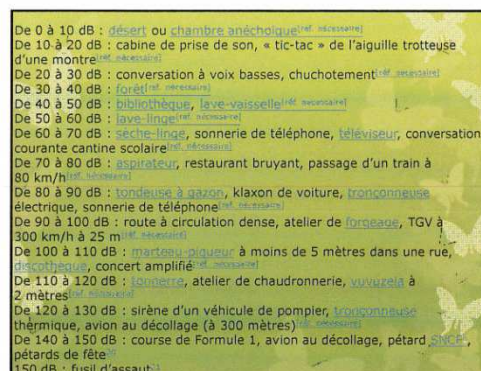 De 0 à 10 dB : désert ou chambre anéchoïque[réf. nécessaire]
De 10 à 20 dB : cabine de prise de son, « tic-tac » de l'aiguille trotteuse
d'une montre[réf. nécessaire]
De 20 à 30 dB : conversation à voix basses, chuchotement[réf. nécessaire]
De 30 à 40 dB : forêt[réf. nécessaire]
De 40 à 50 dB : bibliothèque, lave-vaisselle[réf. nécessaire]
De 50 à 60 dB : lave-linge[réf. nécessaire]
De 60 à 70 dB : sèche-linge, sonnerie de téléphone, téléviseur, conversation
courante cantine scolaire[réf. nécessaire]
De 70 à 80 dB : aspirateur, restaurant bruyant, passage d'un train à
80 km/h[réf. nécessaire]
De 80 à 90 dB : tondeuse à gazon, klaxon de voiture, tronçonneuse
électrique, sonnerie de téléphone[réf. nécessaire]
De 90 à 100 dB : route à circulation dense, atelier de forgeage, TGV à
300 km/h à 25 m[réf. nécessaire]
De 100 à 110 dB : marteau-piqueur à moins de 5 mètres dans une rue,
discothèque, concert amplifié[réf. nécessaire]
De 110 à 120 dB : tonnerre, atelier de chaudronnerie, vuvuzela à
2 mètres[réf. nécessaire]
De 120 à 130 dB : sirène d'un véhicule de pompier, tronçonneuse
thermique, avion au décollage (à 300 mètres)[réf. nécessaire]
De 140 à 150 dB : course de Formule 1, avion au décollage, pétard SNCF,
pétards de fête
150 dB : fusil d'assaut